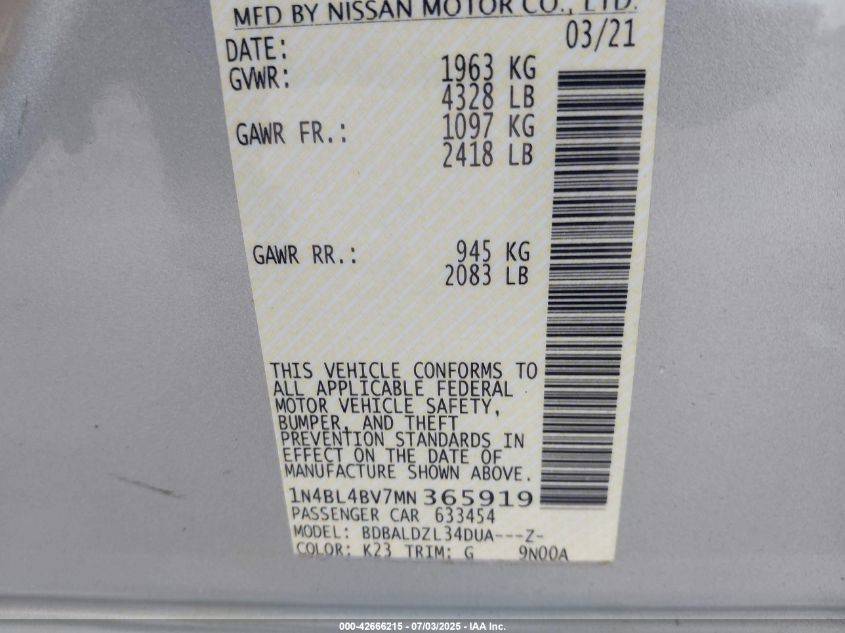 MFD BY NISSAN MOTOR CO., LTD.
DATE: 03/21
GVWR: 1963 KG
4328 LB
GAWR FR.: 1097 KG
2418 LB
GAWR RR.: 945 KG
2083 LB
THIS VEHICLE CONFORMS TO
ALL APPLICABLE FEDERAL
MOTOR VEHICLE SAFETY,
BUMPER, AND THEFT
PREVENTION STANDARDS IN
EFFECT ON THE DATE OF
MANUFACTURE SHOWN ABOVE.
1N4BL4BV7MN 365919
PASSENGER CAR 633454
MODEL: BDBALDZL34DUA---Z-
COLOR: K23 TRIM: G 9N00A
000-42666215 - 07/03/2025 - IAA Inc.